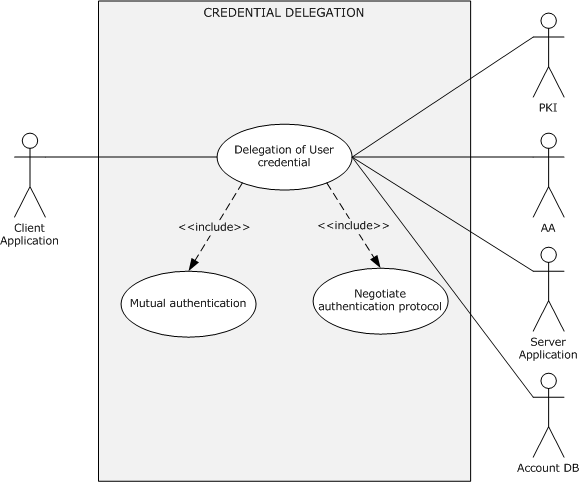 CREDENTIAL DELEGATION
PKI
Delegation of User
credential
Client
Application
AA
<<include>>
<<include>>
Mutual authentication
Negotiate
authentication protocol
Server
Application
Account DB